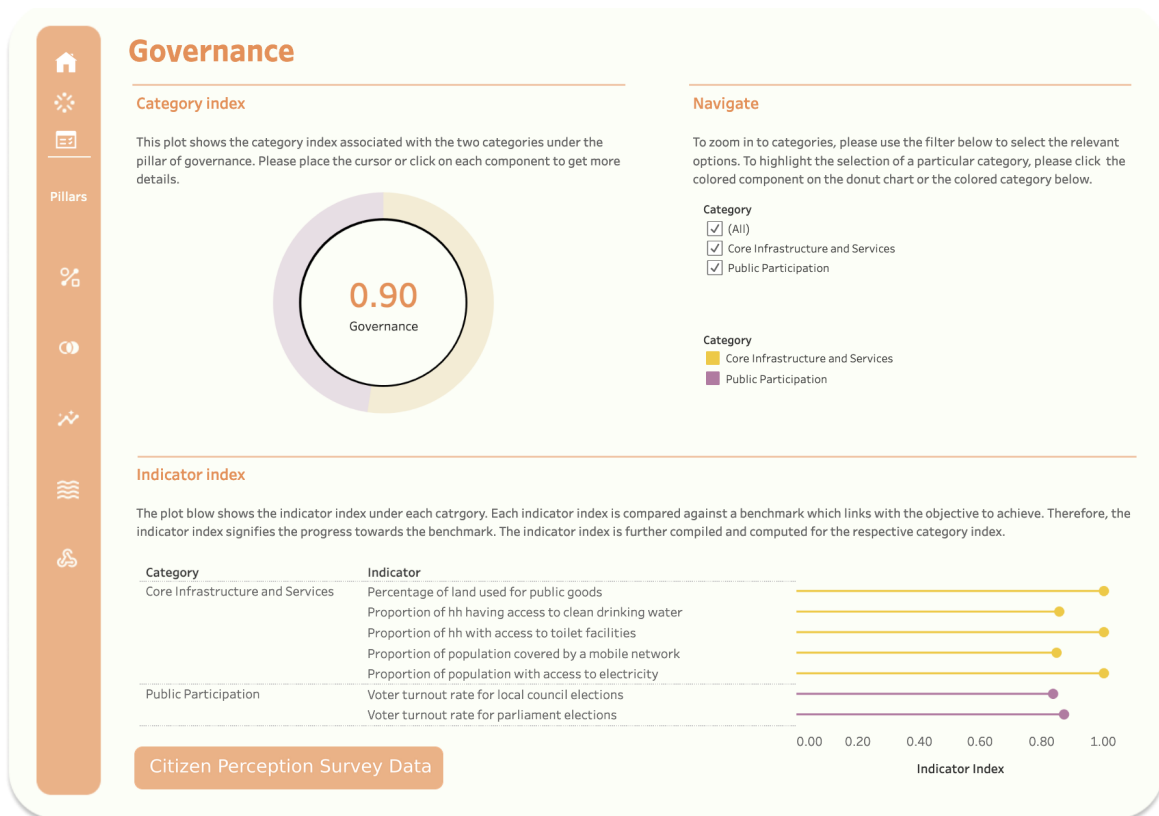 Governance
Pillars
Category index
This plot shows the category index associated with the two categories under the
pillar of governance. Please place the cursor or click on each component to get more
details.
0.90
Governance
Navigate
To zoom in to categories, please use the filter below to select the relevant
options. To highlight the selection of a particular category, please click the
colored component on the donut chart or the colored category below.
Category
(All)
Core Infrastructure and Services
Public Participation
Category
Core Infrastructure and Services
Public Participation
Indicator index
The plot blow shows the indicator index under each catrgory. Each indicator index is compared against a benchmark which links with the objective to achieve. Therefore, the
indicator index signifies the progress towards the benchmark. The indicator index is further compiled and computed for the respective category index.
Category Indicator
Core Infrastructure and Services Percentage of land used for public goods
Proportion of hh having access to clean drinking water
Proportion of hh with access to toilet facilities
Proportion of population covered by a mobile network
Proportion of population with access to electricity
Public Participation Voter turnout rate for local council elections
Voter turnout rate for parliament elections
0.00 0.20 0.40 0.60 0.80 1.00
Indicator Index
Citizen Perception Survey Data